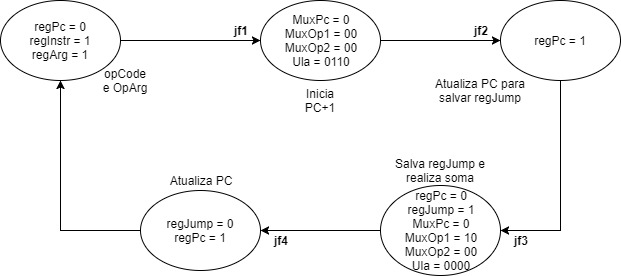 regPc = 0
regInstr = 1
regArg = 1
opCode
e OpArg
jf1
MuxPc = 0
MuxOp1 = 00
MuxOp2 = 00
Ula = 0110
Inicia
PC+1
jf2
regPc = 1
Atualiza PC para
salvar regJump
jf3
Salva regJump e
realiza soma
regPc = 0
regJump = 1
MuxPc = 0
MuxOp1 = 10
MuxOp2 = 00
Ula = 0000
jf4
Atualiza PC
regJump = 0
regPc = 1